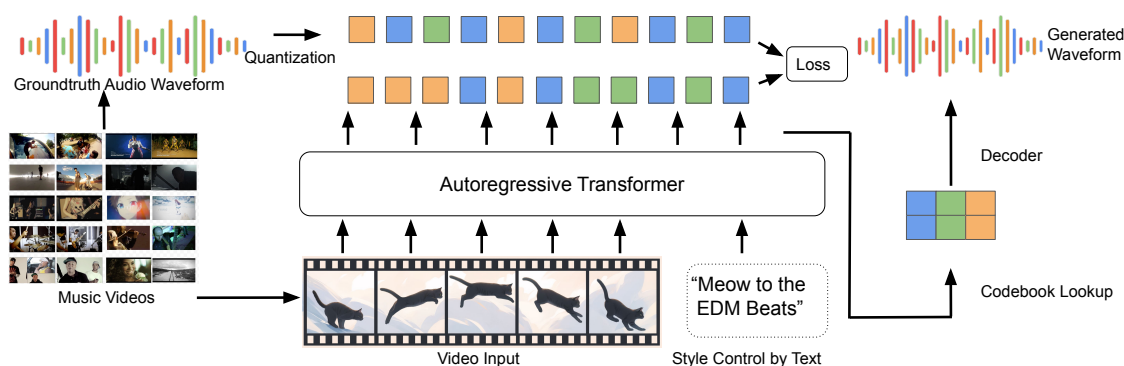 Groundtruth Audio Waveform
Quantization
Loss
Generated
Waveform
Autoregressive Transformer
Decoder
Music Videos
Video Input
“Meow to the
EDM Beats”
Style Control by Text
Codebook Lookup